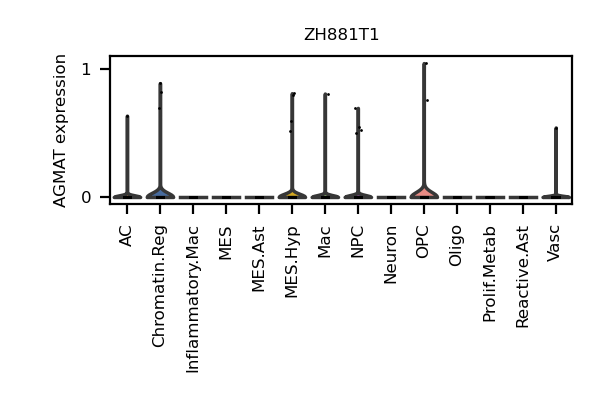 ZH881T1
AGMAT expression
1
0
AC
Chromatin.Reg
Inflammatory.Mac
MES
MES.Ast
MES.Hyp
Mac
NPC
Neuron
OPC
Oligo
Prolif.Metab
Reactive.Ast
Vasc